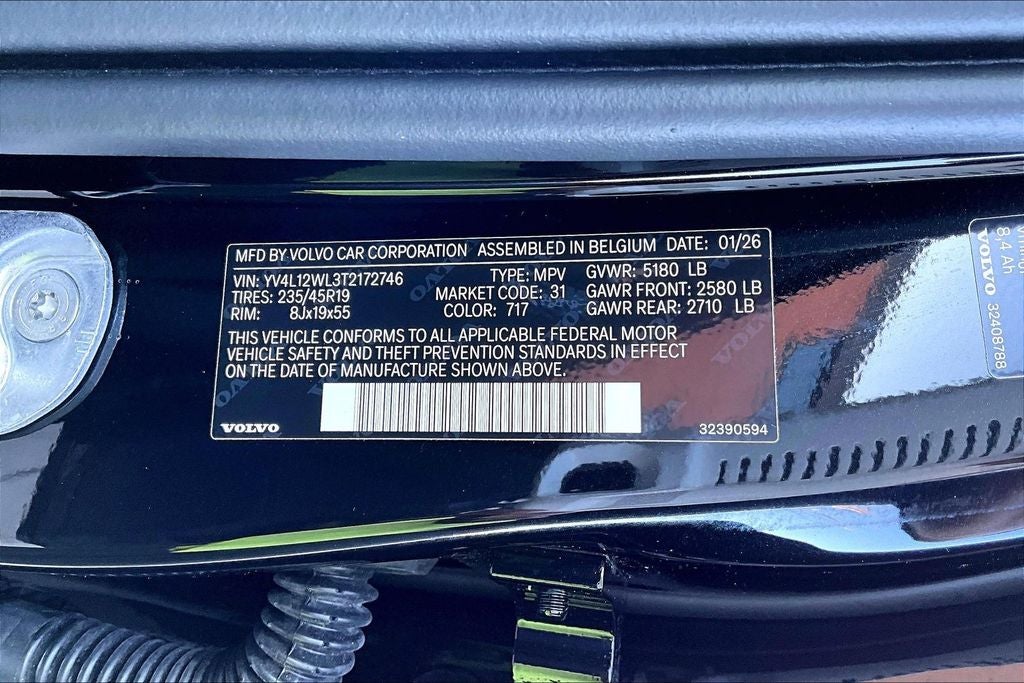 MFD BY VOLVO CAR CORPORATION ASSEMBLED IN BELGIUM DATE: 01/26
VIN: YV4L12WL3T2172746 TYPE: MPV GVWR: 5180 LB
TIRES: 235/45R19 MARKET CODE: 31 GAWR FRONT: 2580 LB
RIM: 8Jx19x55 COLOR: 717 GAWR REAR: 2710 LB
THIS VEHICLE CONFORMS TO ALL APPLICABLE FEDERAL MOTOR
VEHICLE SAFETY AND THEFT PREVENTION STANDARDS IN EFFECT
ON THE DATE OF MANUFACTURE SHOWN ABOVE.
VOLVO 32390594
8,4 Ah
VOLVO 32408788